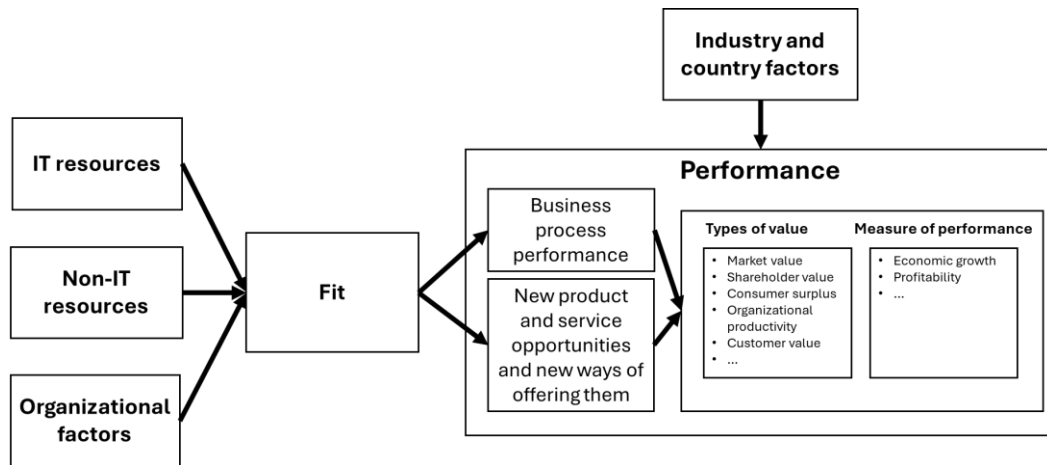 Industry and
country factors
IT resources
Non-IT
resources
Organizational
factors
Fit
Performance
Business
process
performance
New product
and service
opportunities
and new ways of
offering them
Types of value
• Market value
• Shareholder value
• Consumer surplus
• Organizational
productivity
• Customer value
• ...
Measure of performance
• Economic growth
• Profitability
• ...